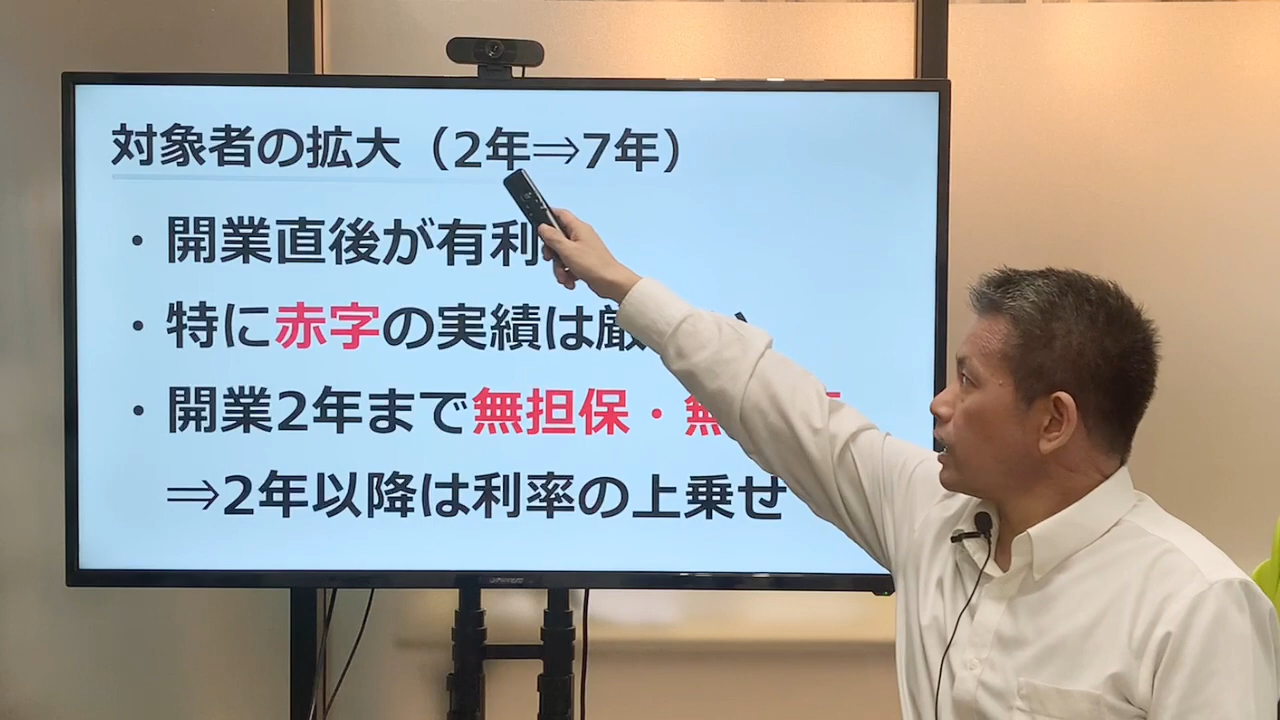 対象者の拡大（2年⇒7年）
・開業直後が有利
・特に赤字の実績は厳
・開業2年まで無担保・無
⇒2年以降は利率の上乗せ